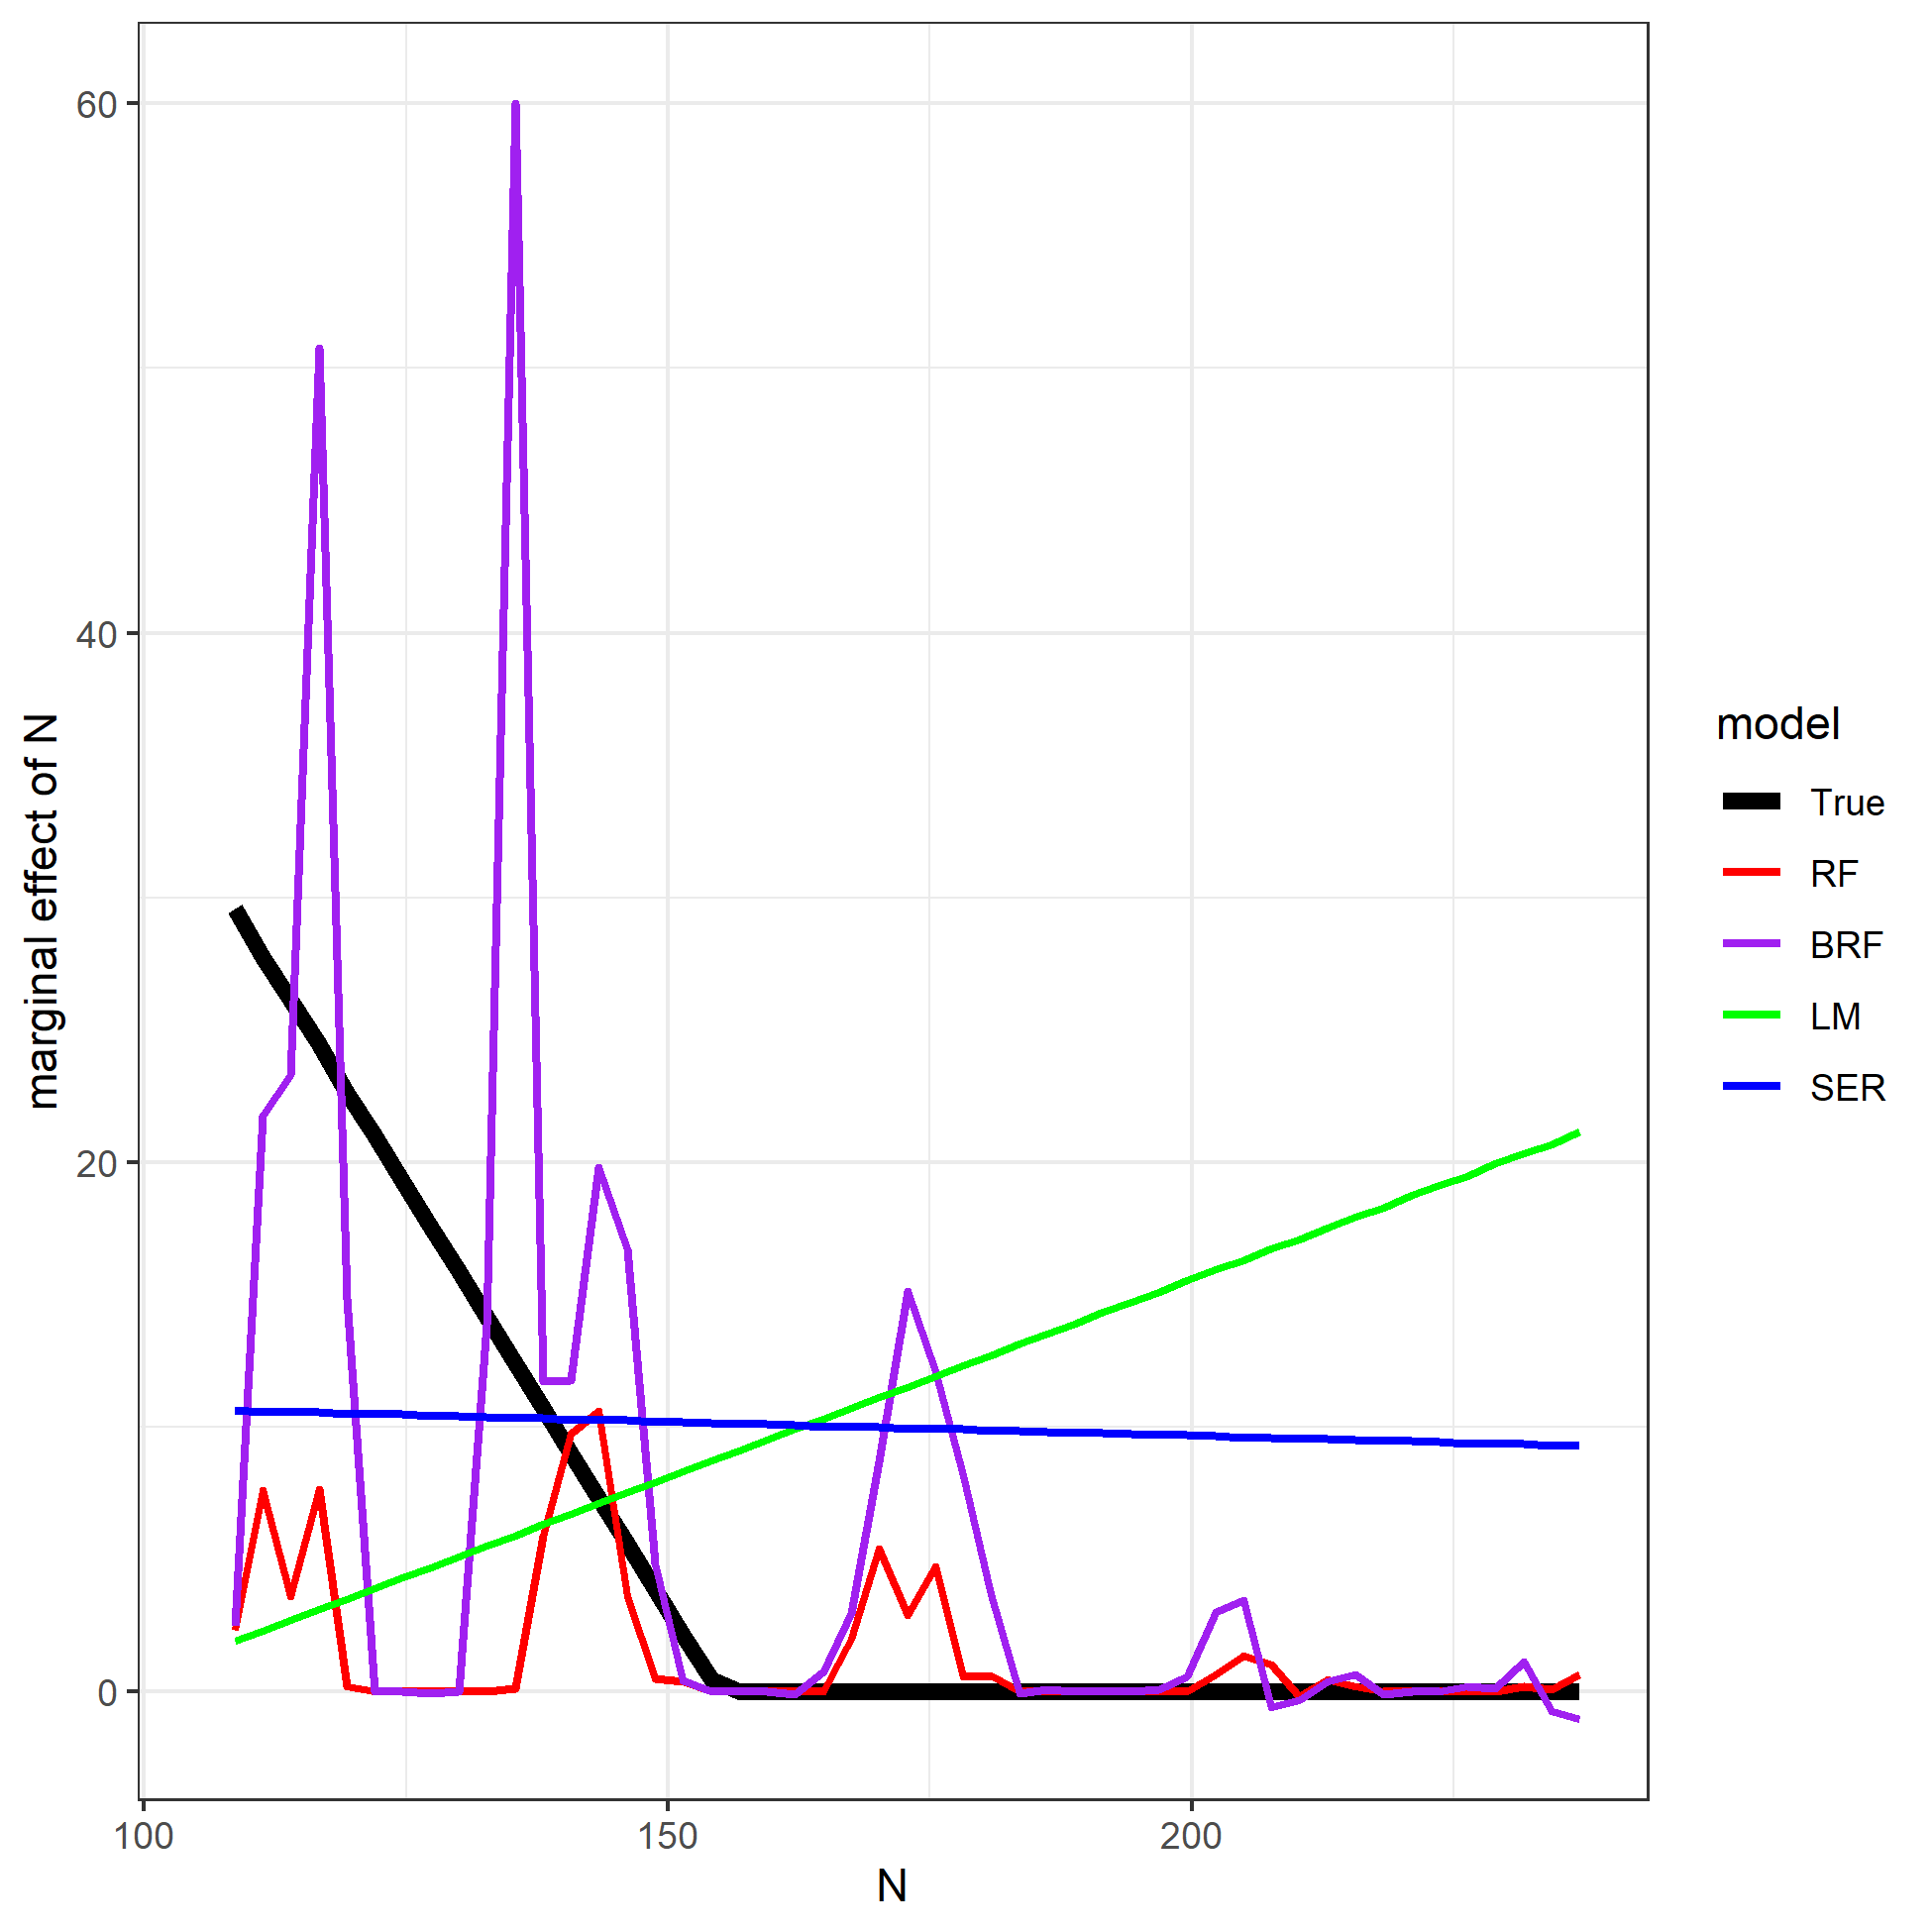 60
40
20
0
marginal effect of N
100
150
200
N
model
True
RF
BRF
LM
SER